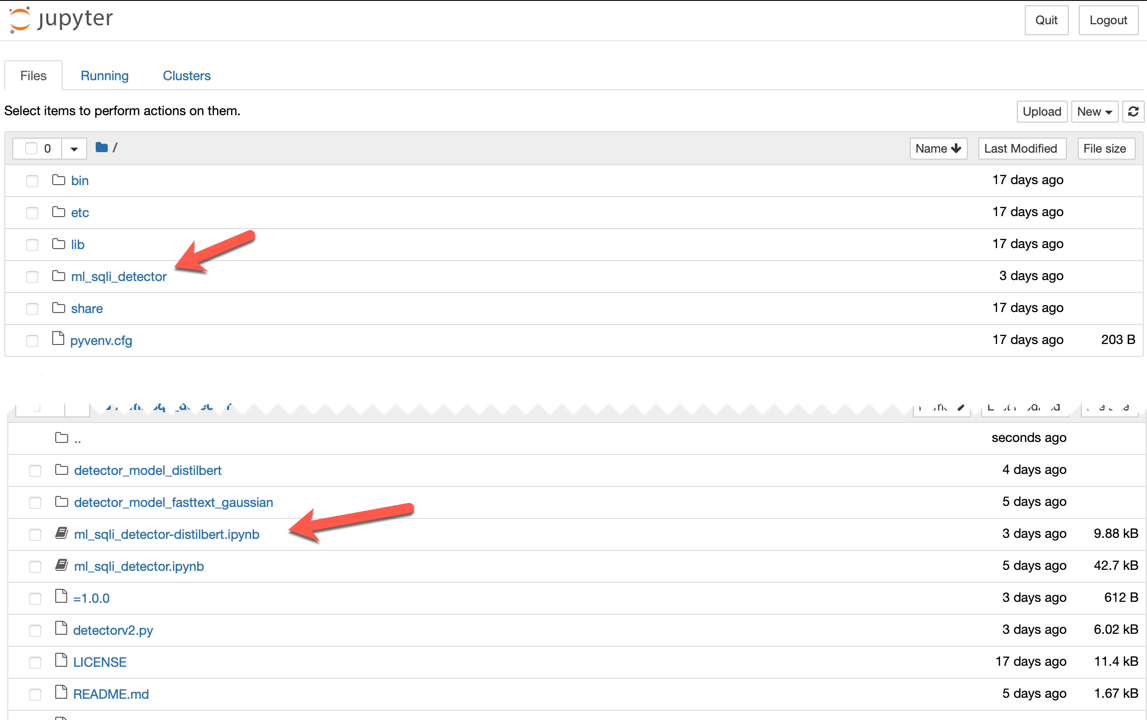 jupyter Quit Logout
Files Running Clusters
Select items to perform actions on them. Upload New
0 / Name Last Modified File size
bin 17 days ago
etc 17 days ago
lib 17 days ago
ml_sqli_detector 3 days ago
share 17 days ago
pyvenv.cfg 17 days ago 203 B
.. seconds ago
detector_model_distilbert 4 days ago
detector_model_fasttext_gaussian 5 days ago
ml_sqli_detector-distilbert.ipynb 3 days ago 9.88 kB
ml_sqli_detector.ipynb 5 days ago 42.7 kB
=1.0.0 3 days ago 612 B
detectorv2.py 3 days ago 6.02 kB
LICENSE 17 days ago 11.4 kB
README.md 5 days ago 1.67 kB